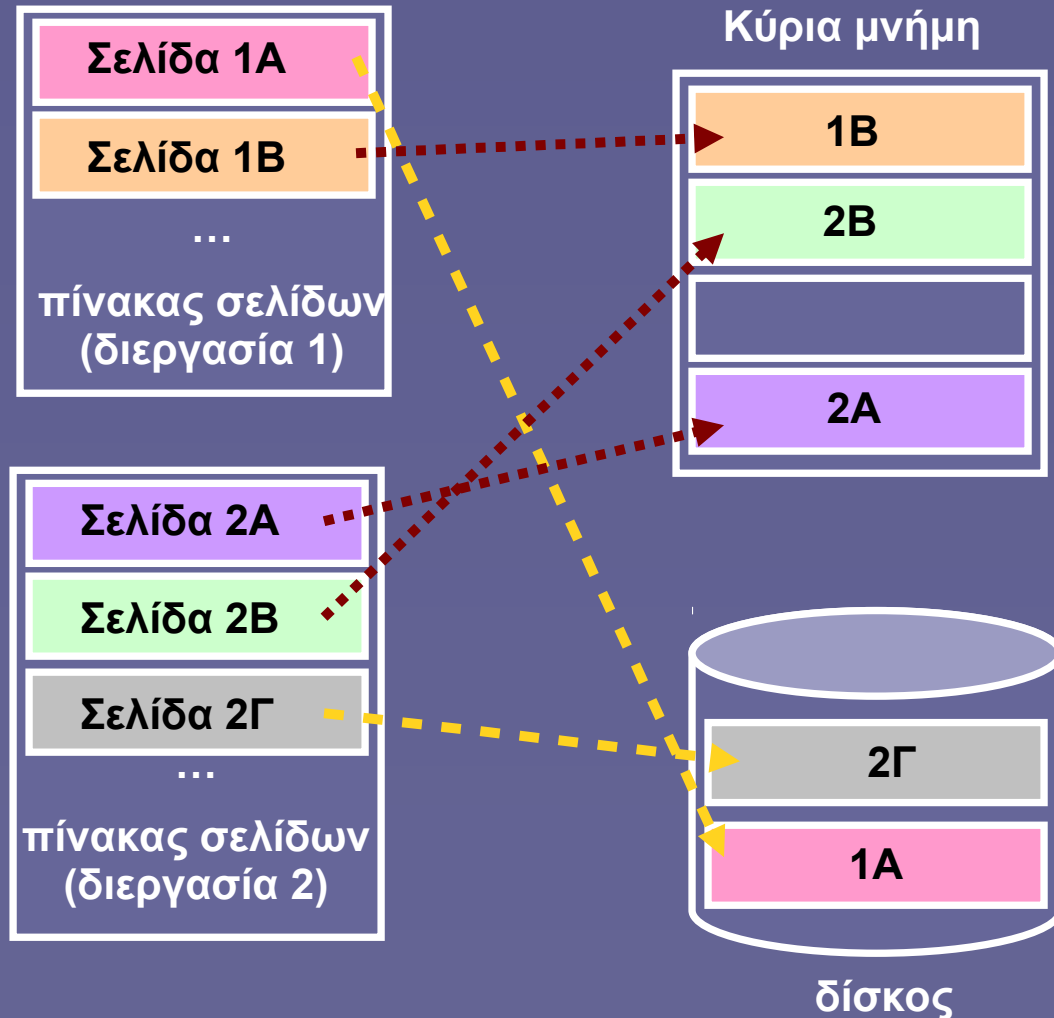 Σελίδα 1Α
Σελίδα 1Β
…
πίνακας σελίδων
(διεργασία 1)
Σελίδα 2Α
Σελίδα 2Β
Σελίδα 2Γ
…
πίνακας σελίδων
(διεργασία 2)
Κύρια μνήμη
1Β
2Β
2Α
2Γ
1Α
δίσκος